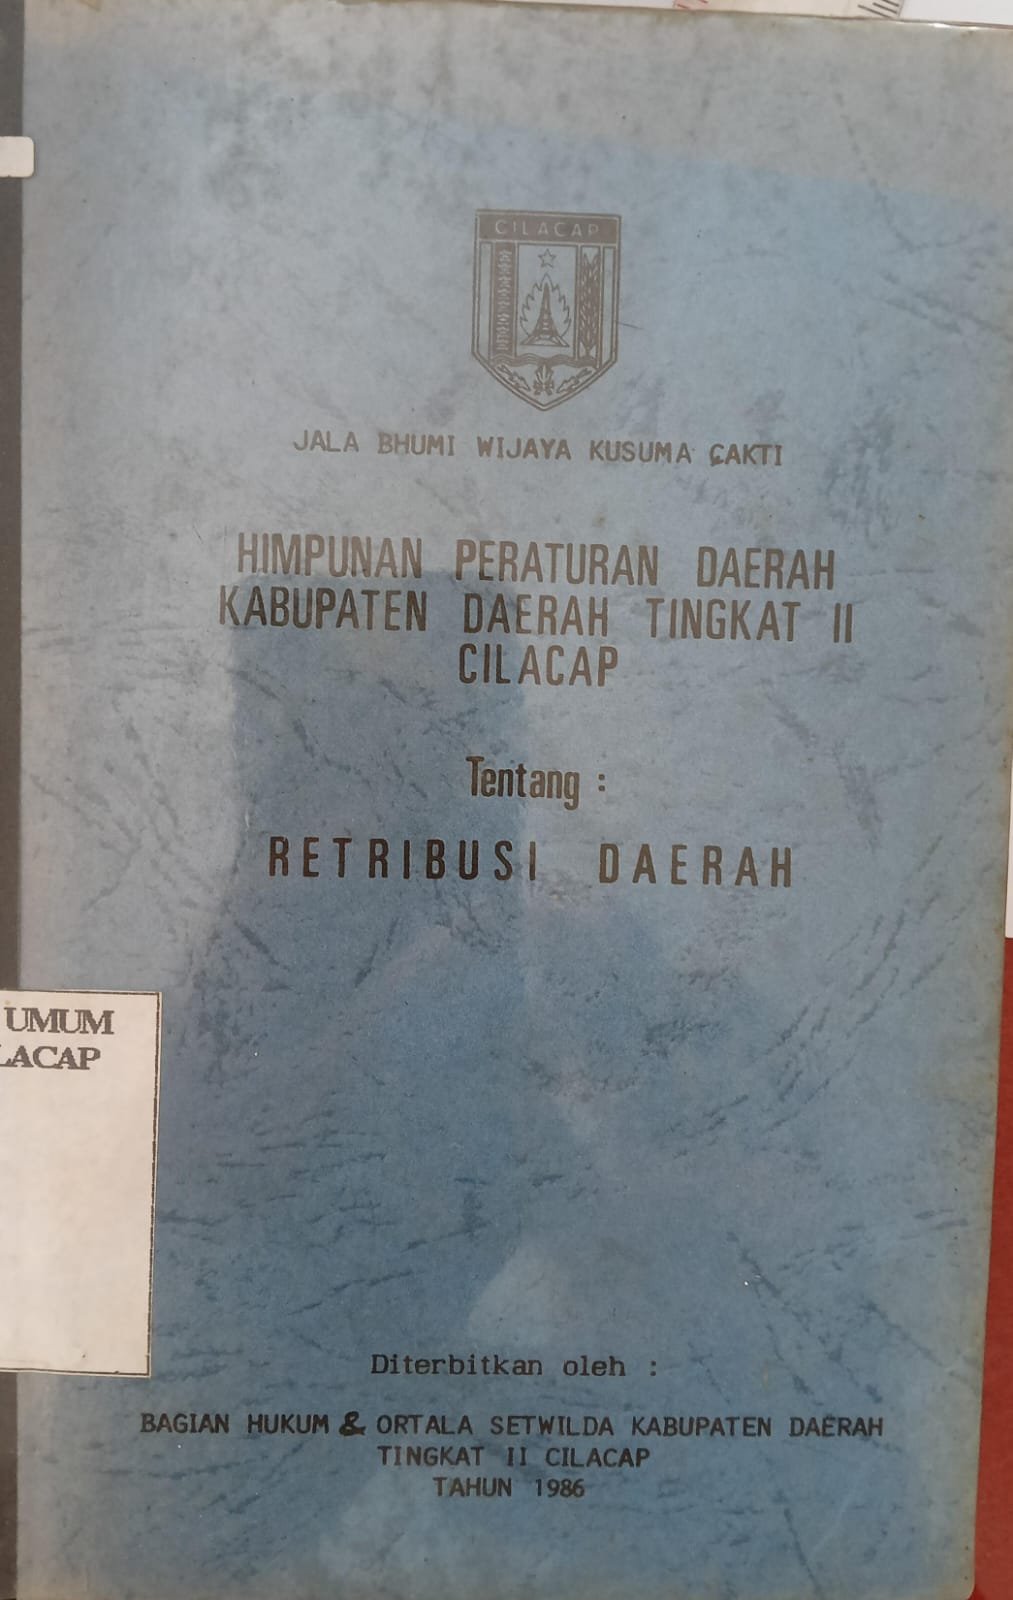 CILACAP
JALA BHUMI WIJAYA KUSUMA ÇAKTI
HIMPUNAN PERATURAN DAERAH
KABUPATEN DAERAH TINGKAT II
CILACAP
Tentang :
RETRIBUSI DAERAH
UMUM
LACAP
Diterbitkan oleh :
BAGIAN HUKUM & ORTALA SETWILDA KABUPATEN DAERAH
TINGKAT II CILACAP
TAHUN 1986